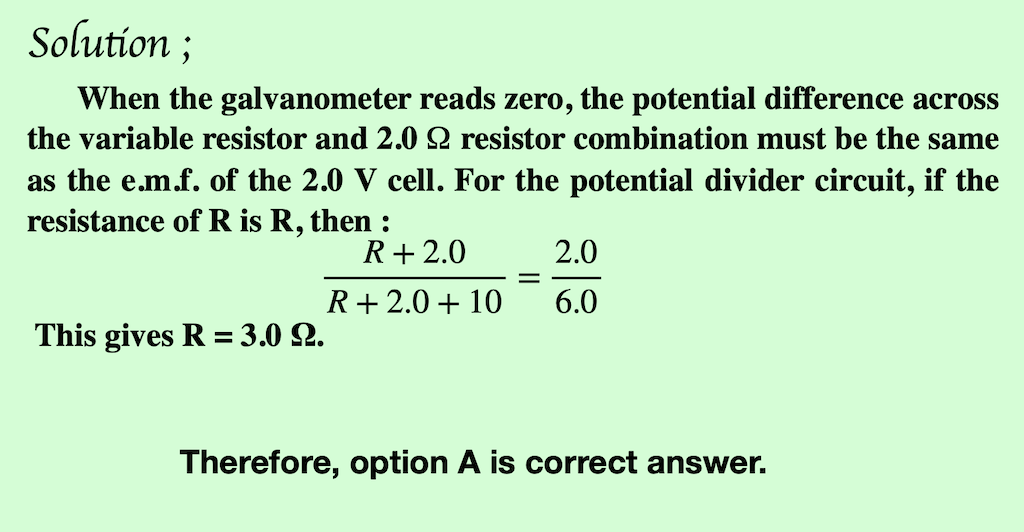 Solution ;
When the galvanometer reads zero, the potential difference across
the variable resistor and 2.0 Ω resistor combination must be the same
as the e.m.f. of the 2.0 V cell. For the potential divider circuit, if the
resistance of R is R, then :
R + 2.0 / R + 2.0 + 10 = 2.0 / 6.0
This gives R = 3.0 Ω.
Therefore, option A is correct answer.